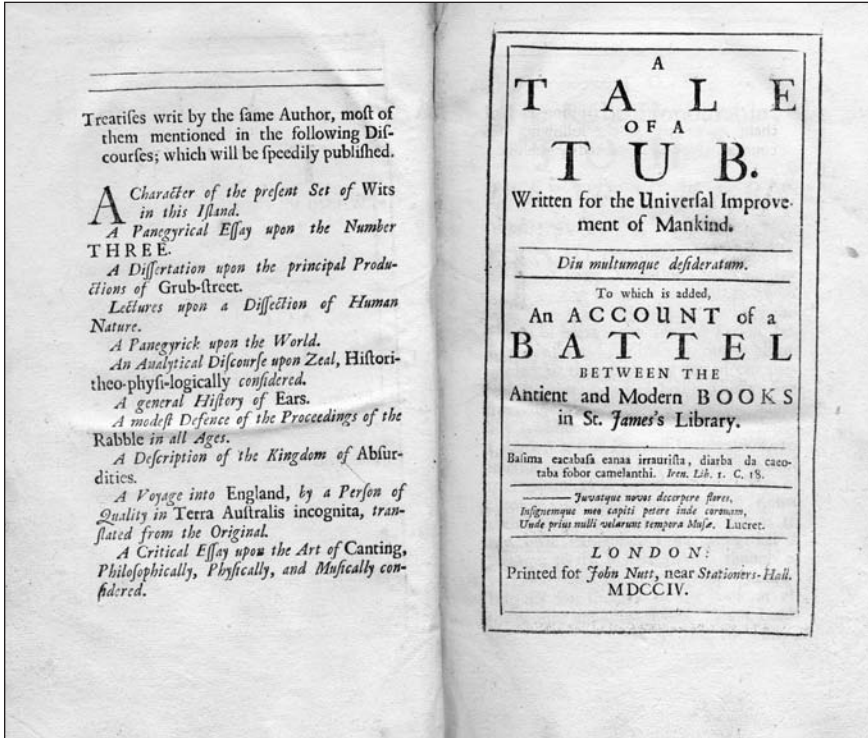 Treatiſes writ by the ſame Author, moſt of
them mentioned in the following Diſ-
courſes; which will be ſpeedily publiſhed.
A Character of the preſent Set of Wits
in this Iſland.
A Panegyrical Eſſay upon the Number
THREE.
A Diſſertation upon the principal Produ-
ctions of Grub-ſtreet.
Lectures upon a Diſſection of Human
Nature.
A Panegyrick upon the World.
An Analytical Diſcourſe upon Zeal, Hiſtori-
theo-phyſi-logically conſidered.
A general Hiſtory of Ears.
A modeſt Defence of the Proceedings of the
Rabble in all Ages.
A Deſcription of the Kingdom of Abſur-
dities.
A Voyage into England, by a Perſon of
Quality in Terra Auſtralis incognita, tran-
ſlated from the Original.
A Critical Eſſay upon the Art of Canting,
Philoſophically, Phyſically, and Muſically con-
ſidered.
A
TALE
OF A
TUB.
Written for the Univerſal Improve-
ment of Mankind.
Diu multumque deſideratum.
To which is added,
An ACCOUNT of a
BATTEL
BETWEEN THE
Antient and Modern BOOKS
in St. James's Library.
Baſima eacabaſa eanaa irrauriſta, diarba da caeo-
taba fobor camelanthi. Iren. Lib. 1. C. 18.
——— Juvatque novos decerpere flores,
Inſignemque meo capiti petere inde coronam,
Unde prius nulli velarunt tempora Muſæ. Lucret.
LONDON:
Printed for John Nutt, near Stationers-Hall.
MDCCIV.